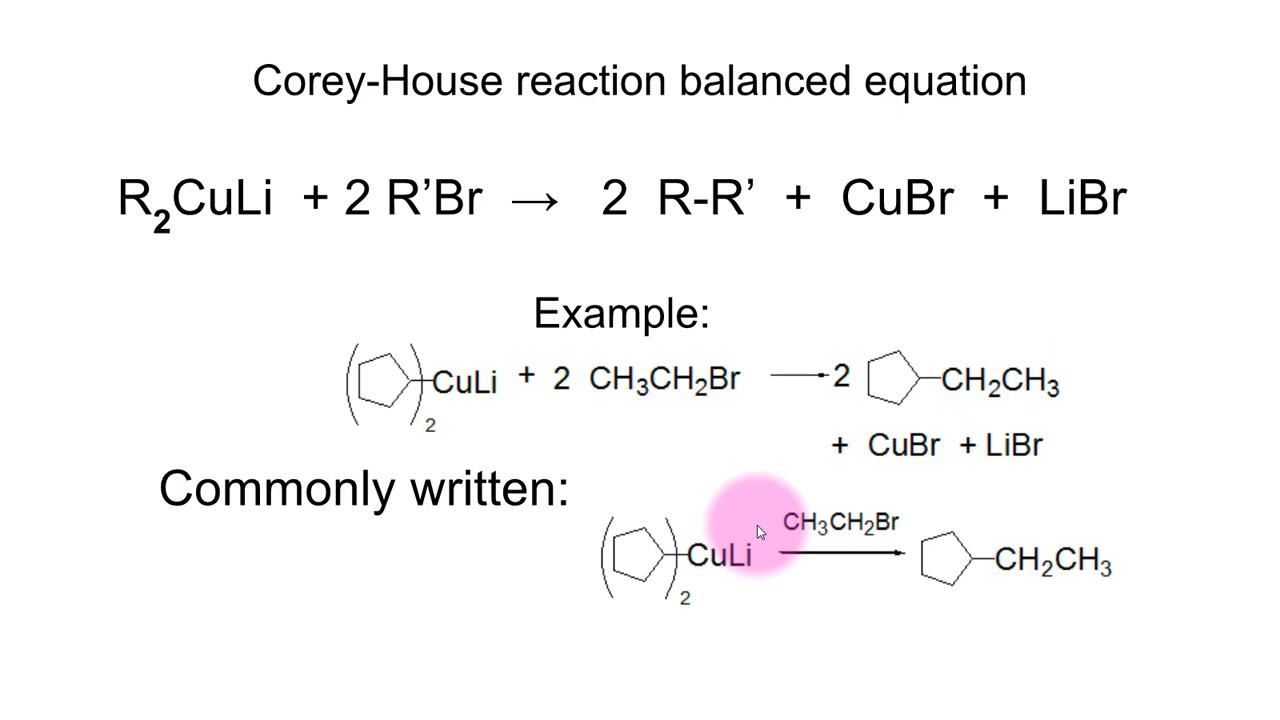 Corey-House reaction balanced equation
R₂CuLi + 2 R’Br → 2 R-R’ + CuBr + LiBr
Example:
( )₂ CuLi + 2 CH₃CH₂Br → 2 CH₂CH₃
+ CuBr + LiBr
Commonly written:
( )₂ CuLi CH₃CH₂Br → CH₂CH₃